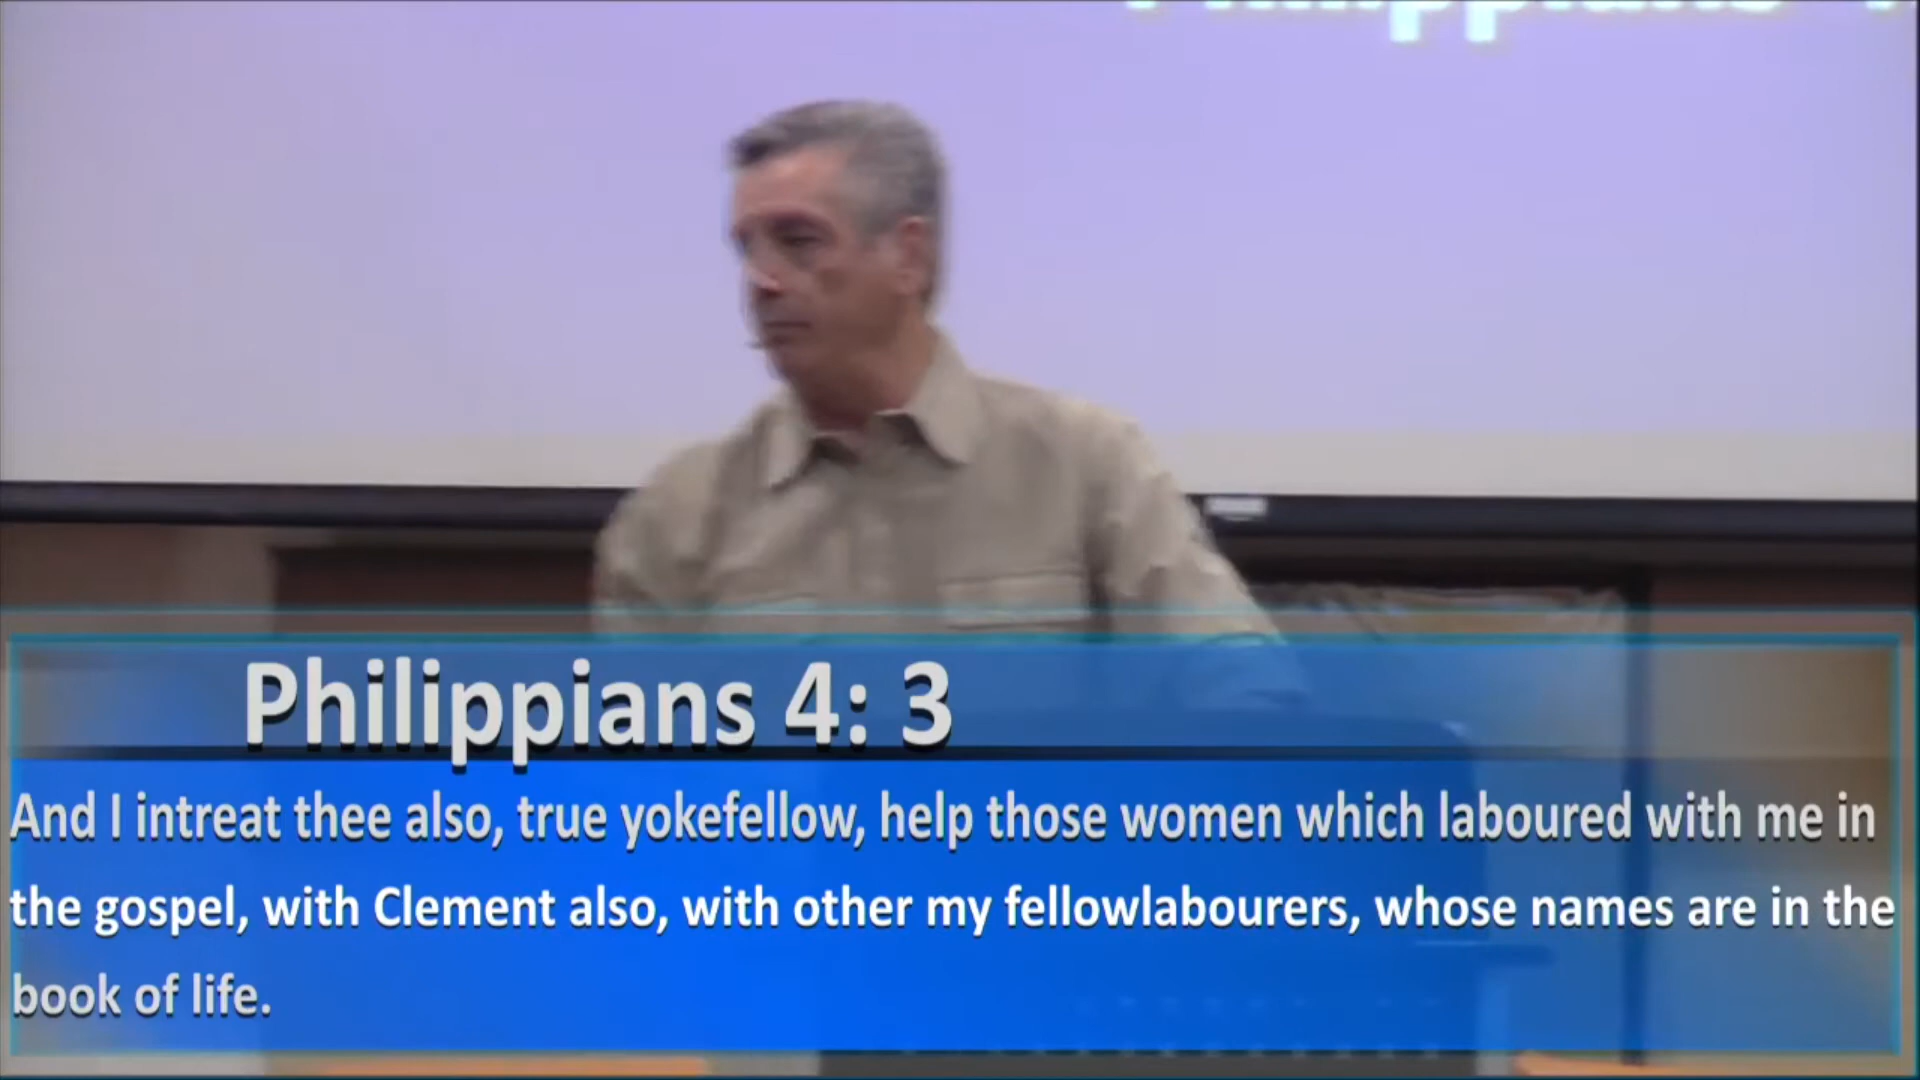 Philippians 4: 3
And I intreat thee also, true yokefellow, help those women which laboured with me in
the gospel, with Clement also, with other my fellowlabourers, whose names are in the
book of life.